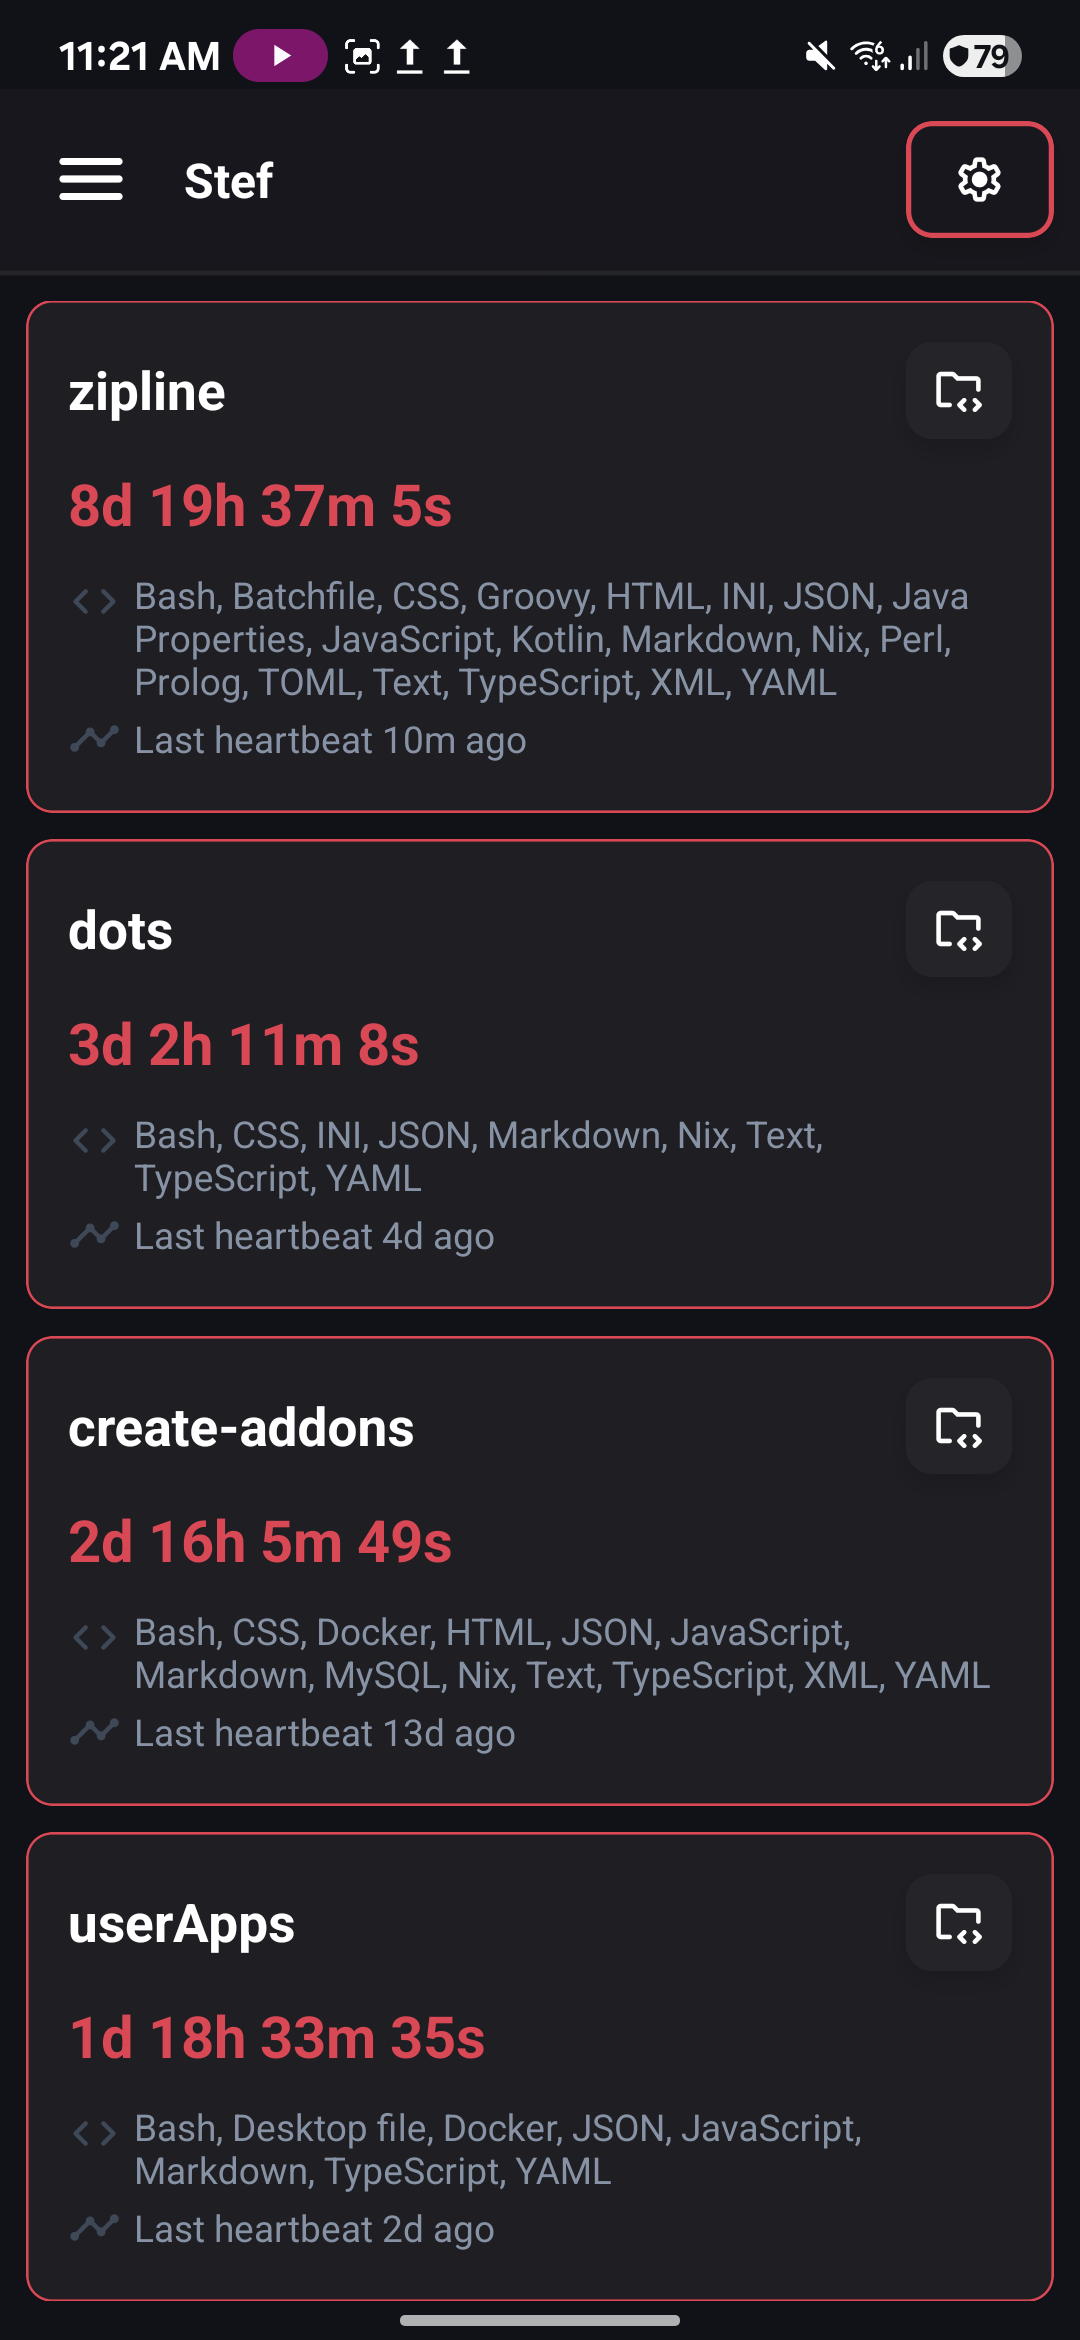 11:21 AM
6
79
Stef
zipline
8d 19h 37m 5s
Bash, Batchfile, CSS, Groovy, HTML, INI, JSON, Java
Properties, JavaScript, Kotlin, Markdown, Nix, Perl,
Prolog, TOML, Text, TypeScript, XML, YAML
Last heartbeat 10m ago
dots
3d 2h 11m 8s
Bash, CSS, INI, JSON, Markdown, Nix, Text,
TypeScript, YAML
Last heartbeat 4d ago
create-addons
2d 16h 5m 49s
Bash, CSS, Docker, HTML, JSON, JavaScript,
Markdown, MySQL, Nix, Text, TypeScript, XML, YAML
Last heartbeat 13d ago
userApps
1d 18h 33m 35s
Bash, Desktop file, Docker, JSON, JavaScript,
Markdown, TypeScript, YAML
Last heartbeat 2d ago